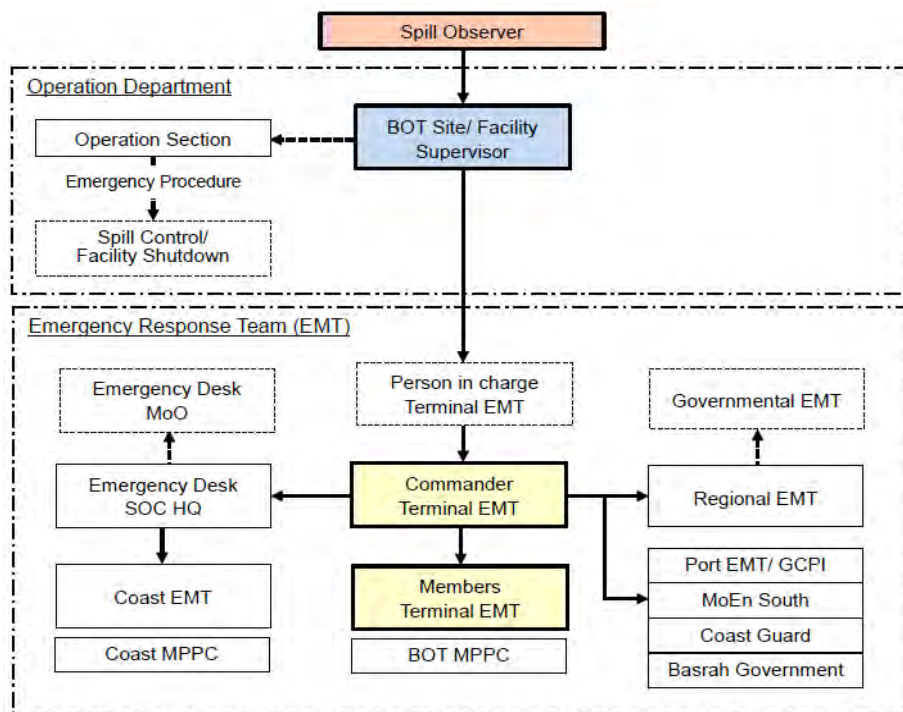 Spill Observer
Operation Department
BOT Site/ Facility
Supervisor
Operation Section
Emergency Procedure
Spill Control/
Facility Shutdown
Emergency Response Team (EMT)
Emergency Desk
MoO
Person in charge
Terminal EMT
Governmental EMT
Emergency Desk
SOC HQ
Commander
Terminal EMT
Regional EMT
Coast EMT
Members
Terminal EMT
Port EMT/ GCPI
MoEn South
Coast Guard
Basrah Government
Coast MPPC
BOT MPPC